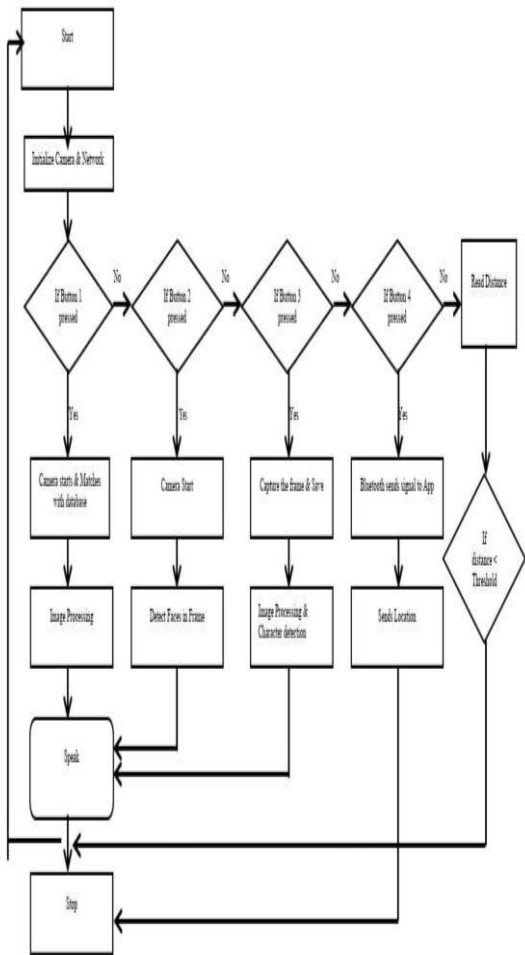 Start
Initialize Camera & Network
If Button 1
pressed
No
If Button 2
pressed
No
If Button 3
pressed
No
If Button 4
pressed
No
Read Distance
Yes
Yes
Yes
Yes
Camera starts & Matches
with database
Camera Start
Capture the frame & Save
Bluetooth sends signal to App
If
distance <
Threshold
Image Processing
Detect Faces in Frame
Image Processing &
Character detection
Sends Location
Speak
Stop